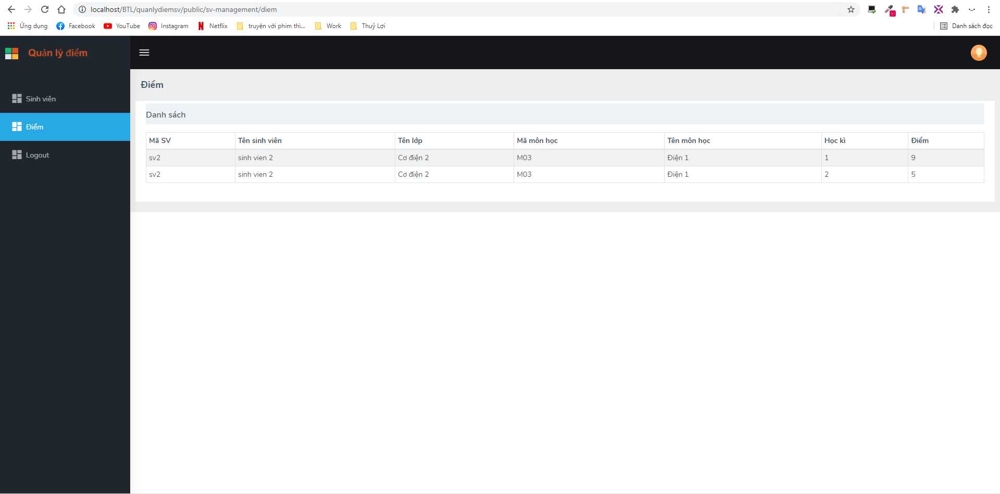 localhost/BTL/quanlydiemsv/public/sv-management/diem
Ứng dụng Facebook YouTube Instagram Netflix truyện với phim thì... Work Thuỷ Lợi Danh sách đọc
Quản lý điểm
Điểm
Sinh viên
Danh sách
Điểm
Mã SV Tên sinh viên Tên lớp Mã môn học Tên môn học Học kì Điểm
Logout
sv2 sinh vien 2 Cơ điện 2 M03 Điện 1 1 9
sv2 sinh vien 2 Cơ điện 2 M03 Điện 1 2 5